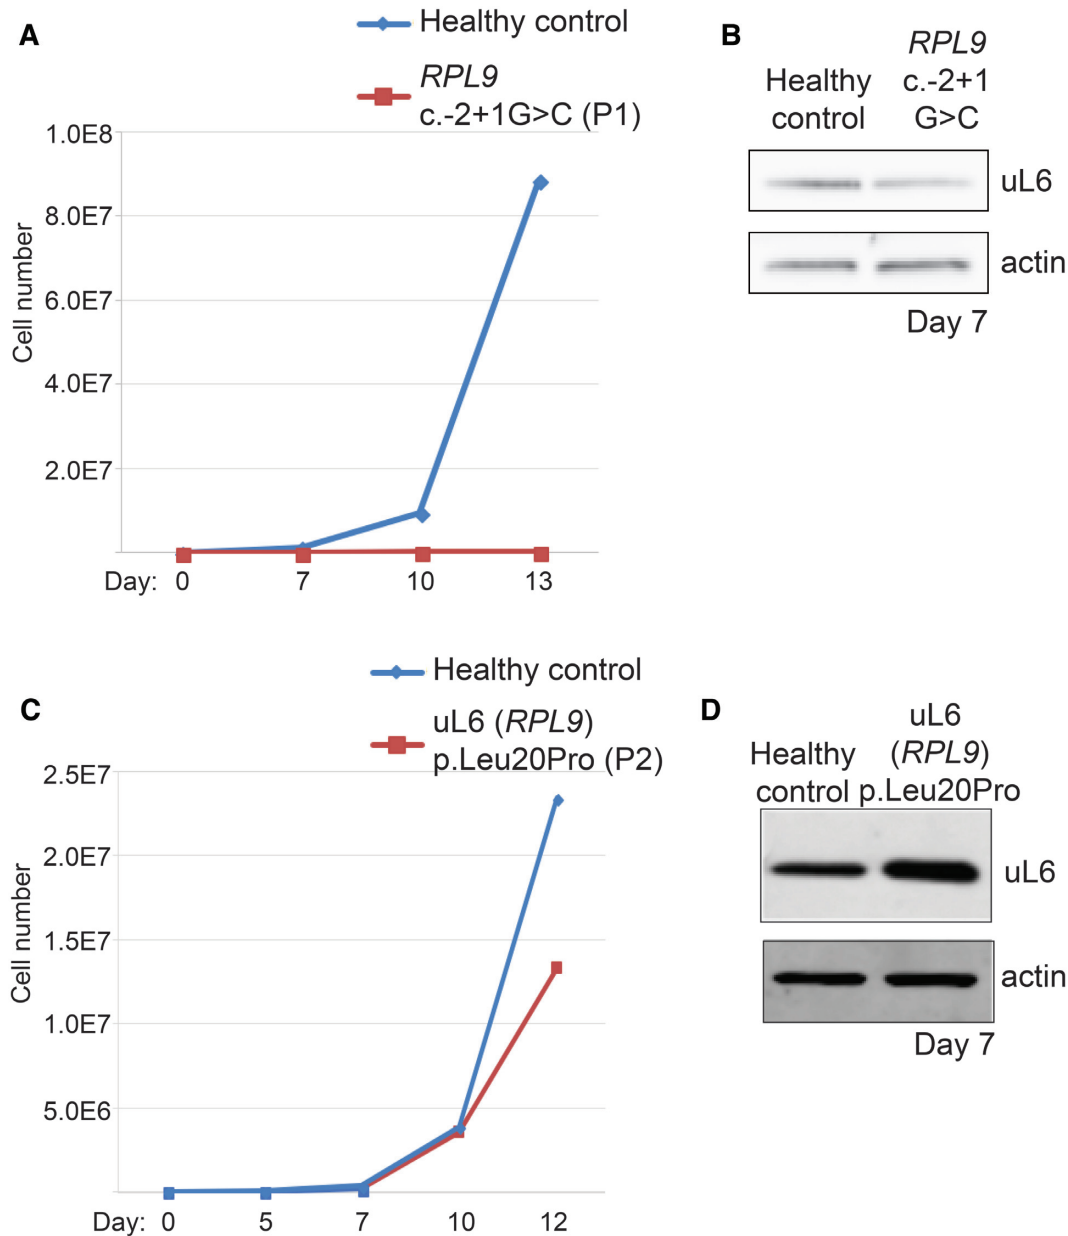 A
Healthy control
RPL9
c.-2+1G>C (P1)
1.0E8
8.0E7
6.0E7
4.0E7
2.0E7
Cell number
Day: 0 7 10 13
B
Healthy
control
RPL9
c.-2+1
G>C
uL6
actin
Day 7
C
Healthy control
uL6 (RPL9)
p.Leu20Pro (P2)
2.5E7
2.0E7
1.5E7
1.0E7
5.0E6
Cell number
Day: 0 5 7 10 12
D
Healthy
control
uL6
(RPL9)
p.Leu20Pro
uL6
actin
Day 7